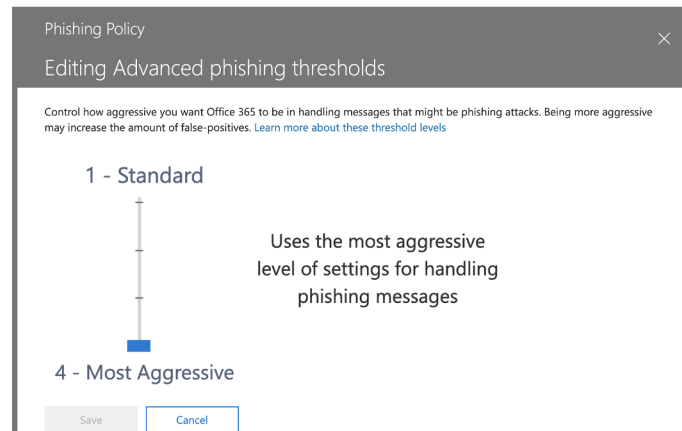 Phishing Policy
Editing Advanced phishing thresholds
Control how aggressive you want Office 365 to be in handling messages that might be phishing attacks. Being more aggressive
may increase the amount of false-positives. Learn more about these threshold levels
1 - Standard
Uses the most aggressive
level of settings for handling
phishing messages
4 - Most Aggressive
Save
Cancel